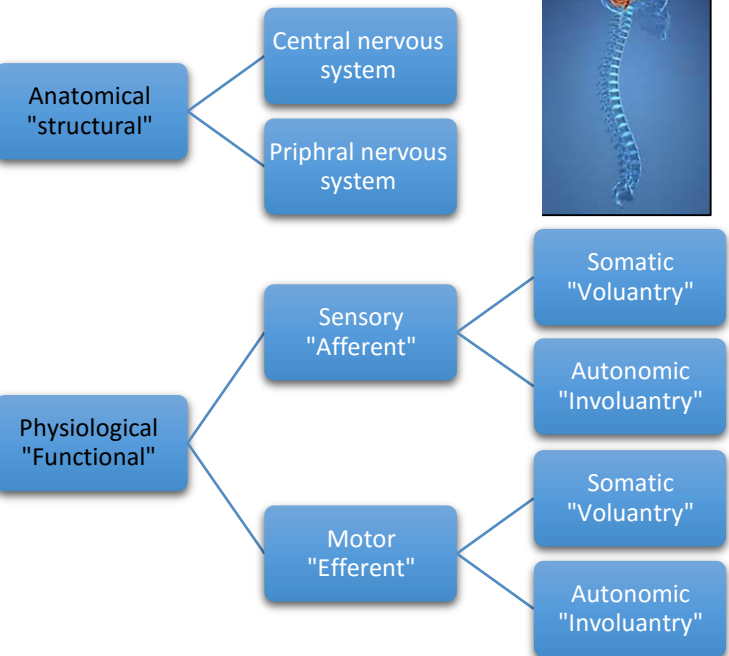 Anatomical
"structural"
Central nervous
system
Priphral nervous
system
Physiological
"Functional"
Sensory
"Afferent"
Somatic
"Voluantry"
Autonomic
"Involuantry"
Motor
"Efferent"
Somatic
"Voluantry"
Autonomic
"Involuantry"